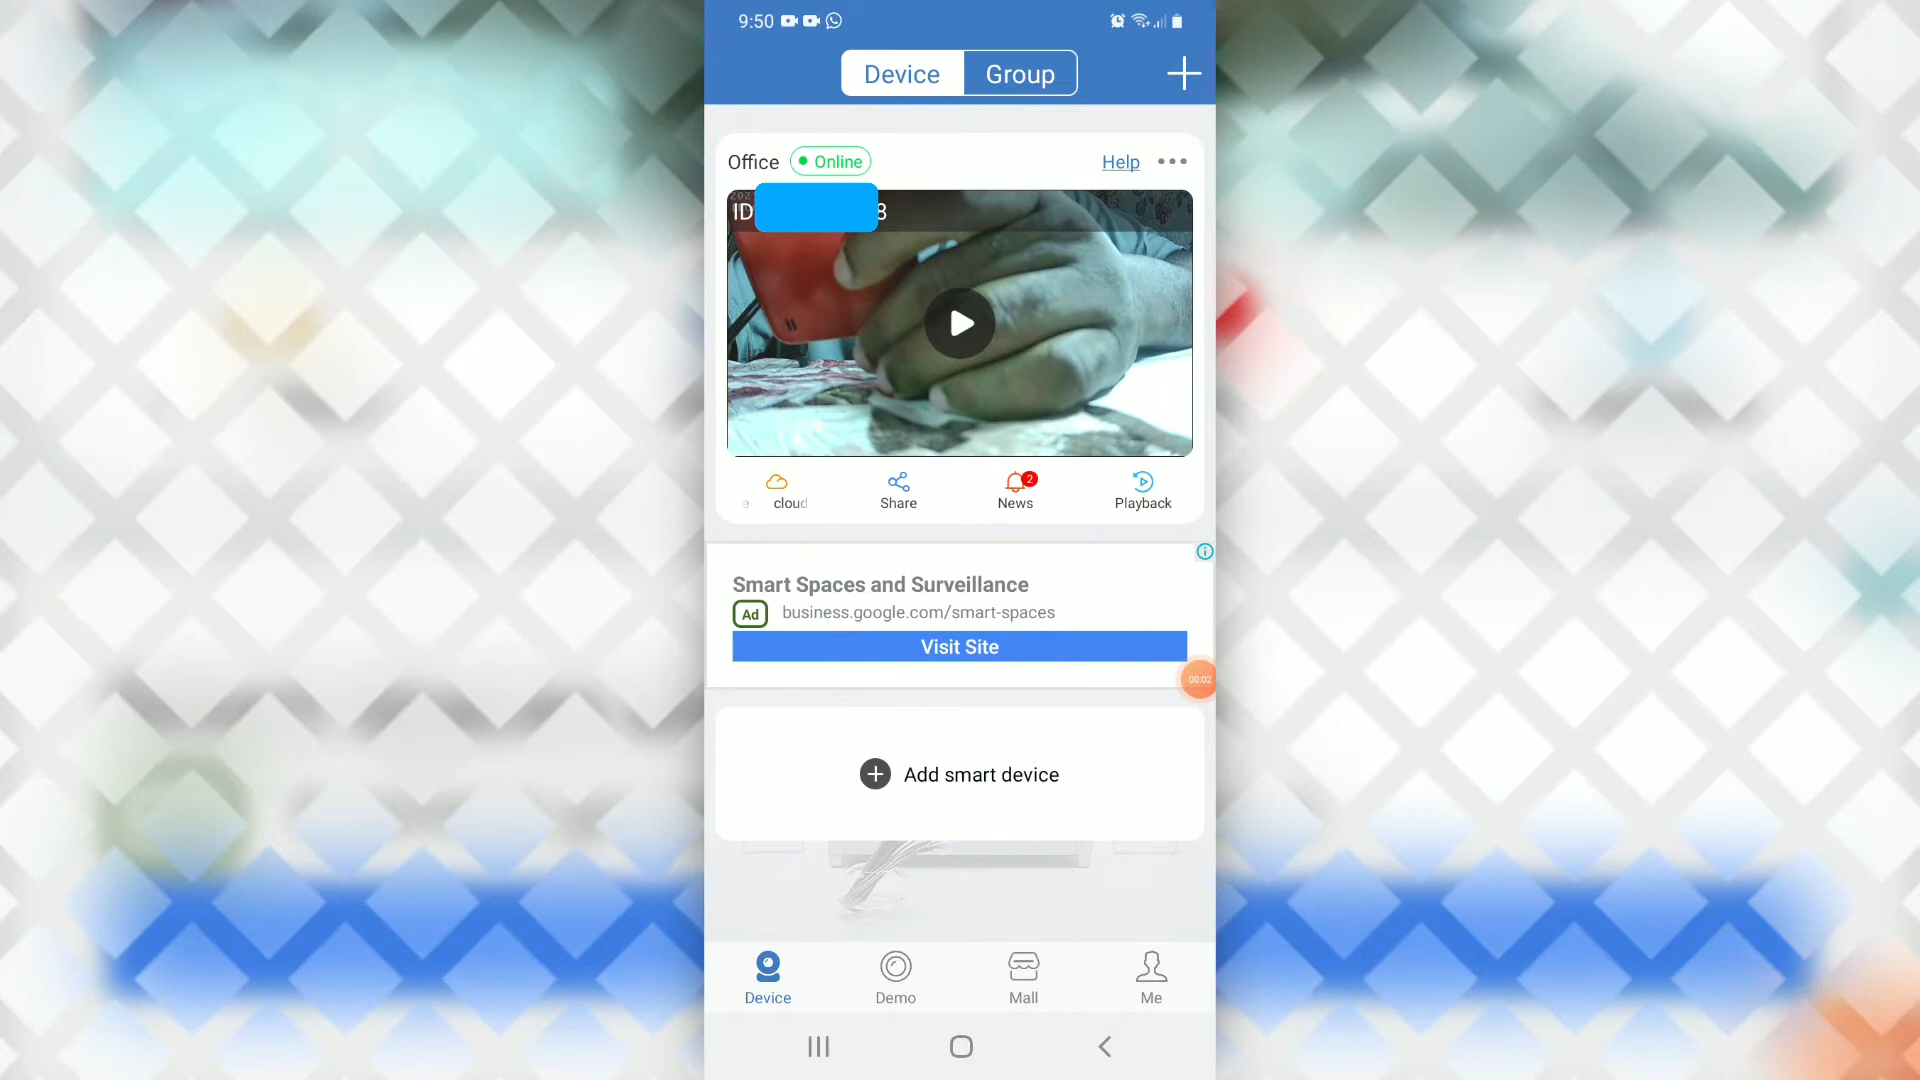 9:50
Device Group
Office Online Help
ID 8
cloud Share News 2 Playback
Smart Spaces and Surveillance
Ad business.google.com/smart-spaces
Visit Site
00:02
Add smart device
Device Demo Mall Me